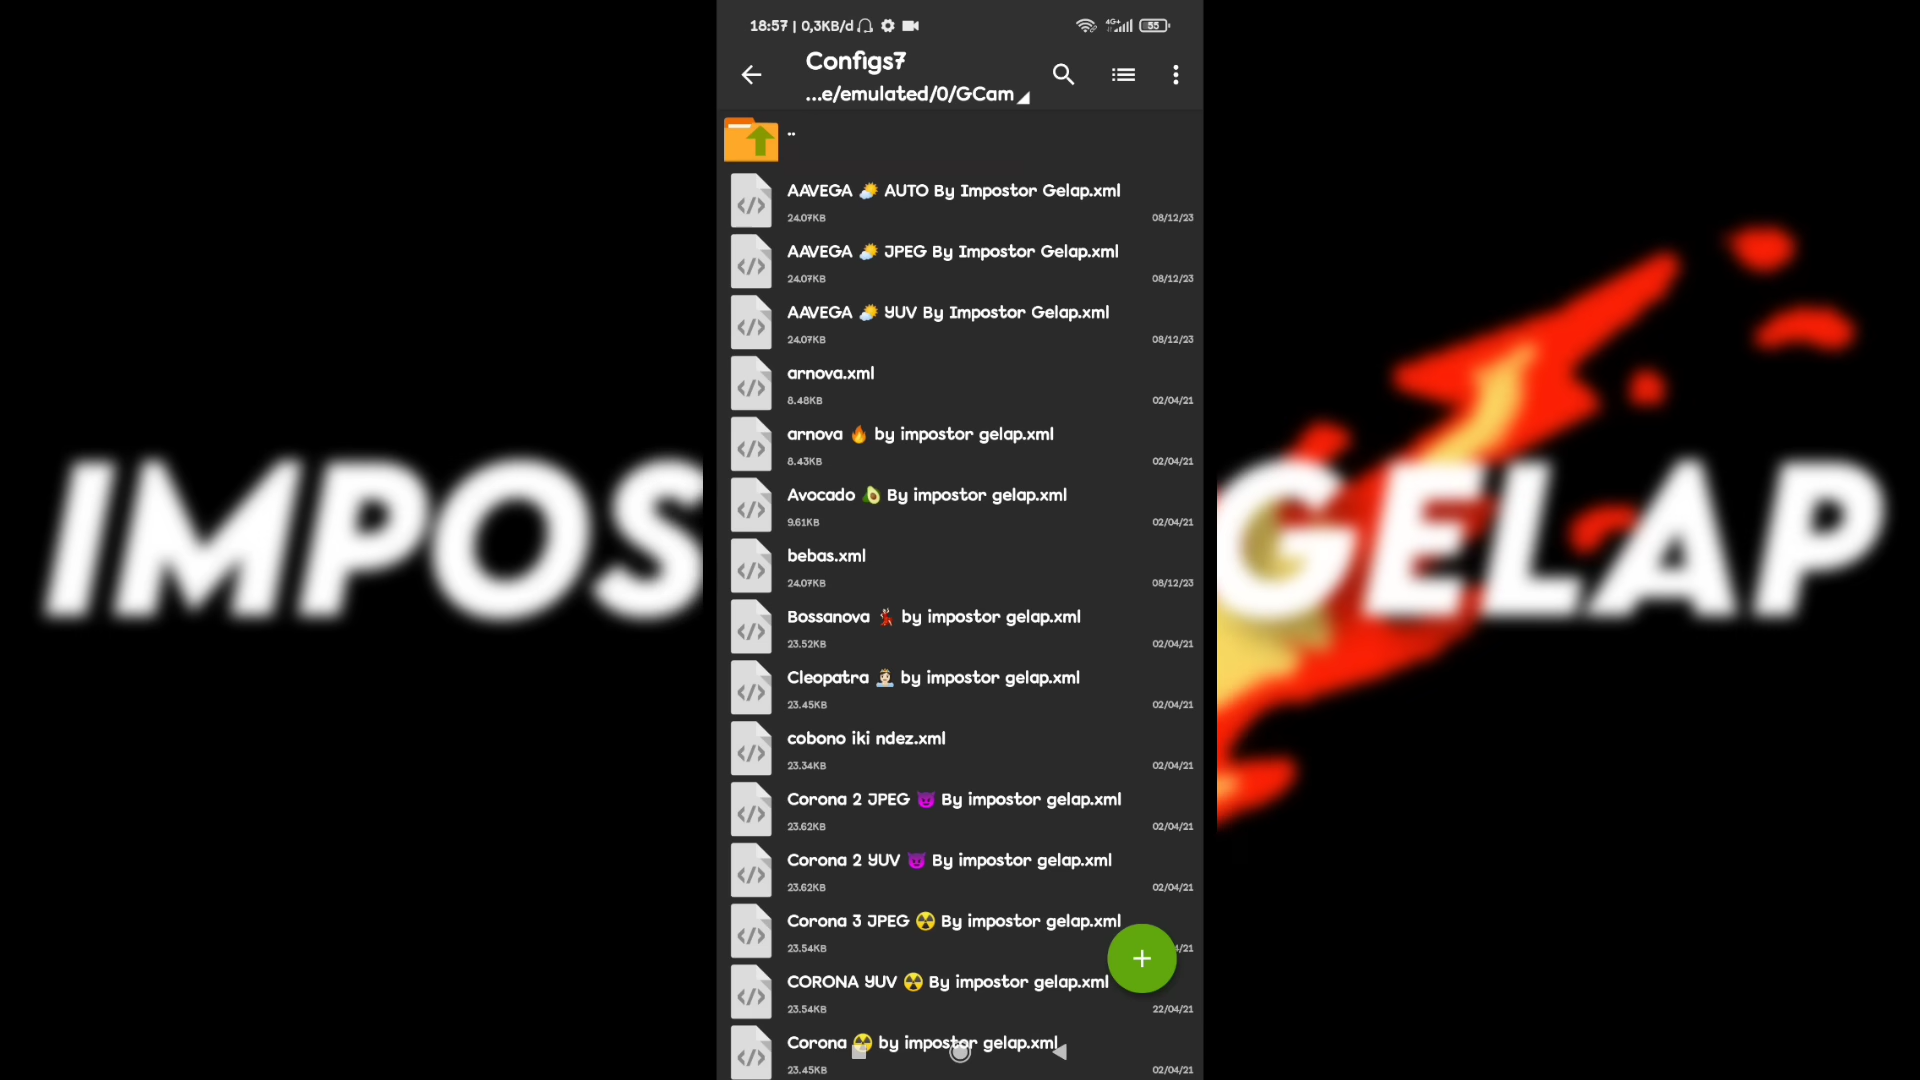 18:57 | 0,3KB/d
4G+
55
Configs7
...e/emulated/0/GCam
..
AAVEGA 🌤 AUTO By Impostor Gelap.xml
24.07KB 08/12/23
AAVEGA 🌤 JPEG By Impostor Gelap.xml
24.07KB 08/12/23
AAVEGA 🌤 YUV By Impostor Gelap.xml
24.07KB 08/12/23
arnova.xml
8.48KB 02/04/21
arnova 🔥 by impostor gelap.xml
8.43KB 02/04/21
Avocado 🥑 By impostor gelap.xml
9.61KB 02/04/21
bebas.xml
24.07KB 08/12/23
Bossanova 💃 by impostor gelap.xml
23.52KB 02/04/21
Cleopatra 👸🏻 by impostor gelap.xml
23.45KB 02/04/21
cobono iki ndez.xml
23.34KB 02/04/21
Corona 2 JPEG 😈 By impostor gelap.xml
23.62KB 02/04/21
Corona 2 YUV 😈 By impostor gelap.xml
23.62KB 02/04/21
Corona 3 JPEG ☢ By impostor gelap.xml
23.54KB /21
CORONA YUV ☢ By impostor gelap.xml
23.54KB 22/04/21
Corona ☢ by impostor gelap.xml
23.45KB 02/04/21
IMPOS GELAP